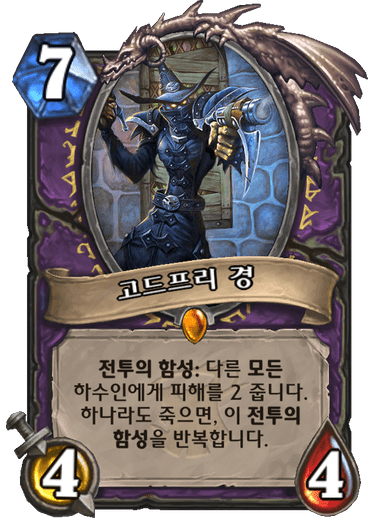 7
고드프리 경
전투의 함성: 다른 모든
하수인에게 피해를 2 줍니다.
하나라도 죽으면, 이 전투의
함성을 반복합니다.
4
4